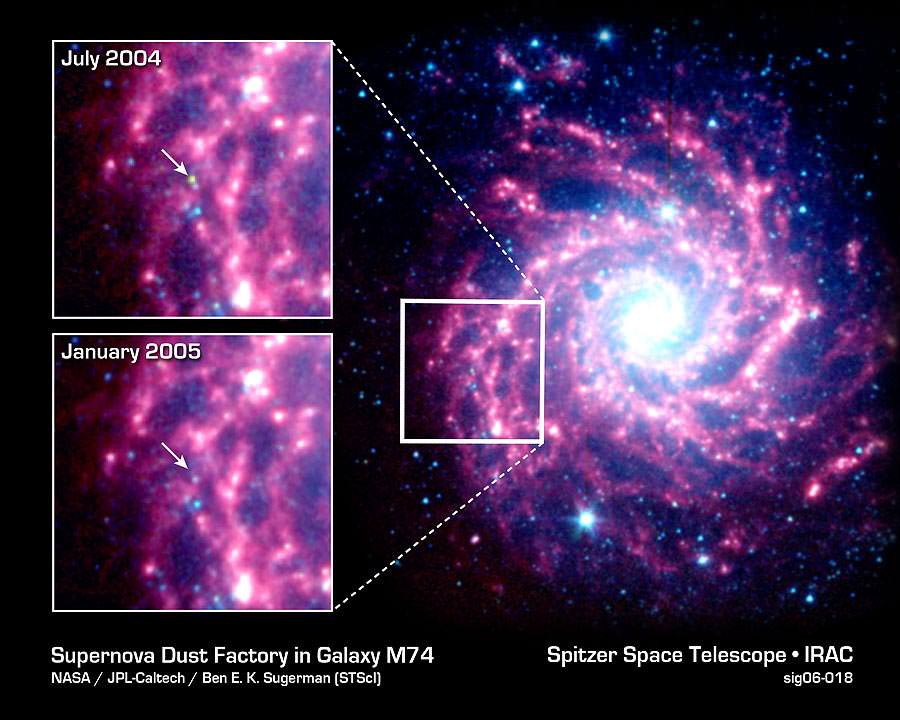 July 2004
January 2005
Supernova Dust Factory in Galaxy M74
NASA / JPL-Caltech / Ben E. K. Sugerman (STScI)
Spitzer Space Telescope • IRAC
sig06-018